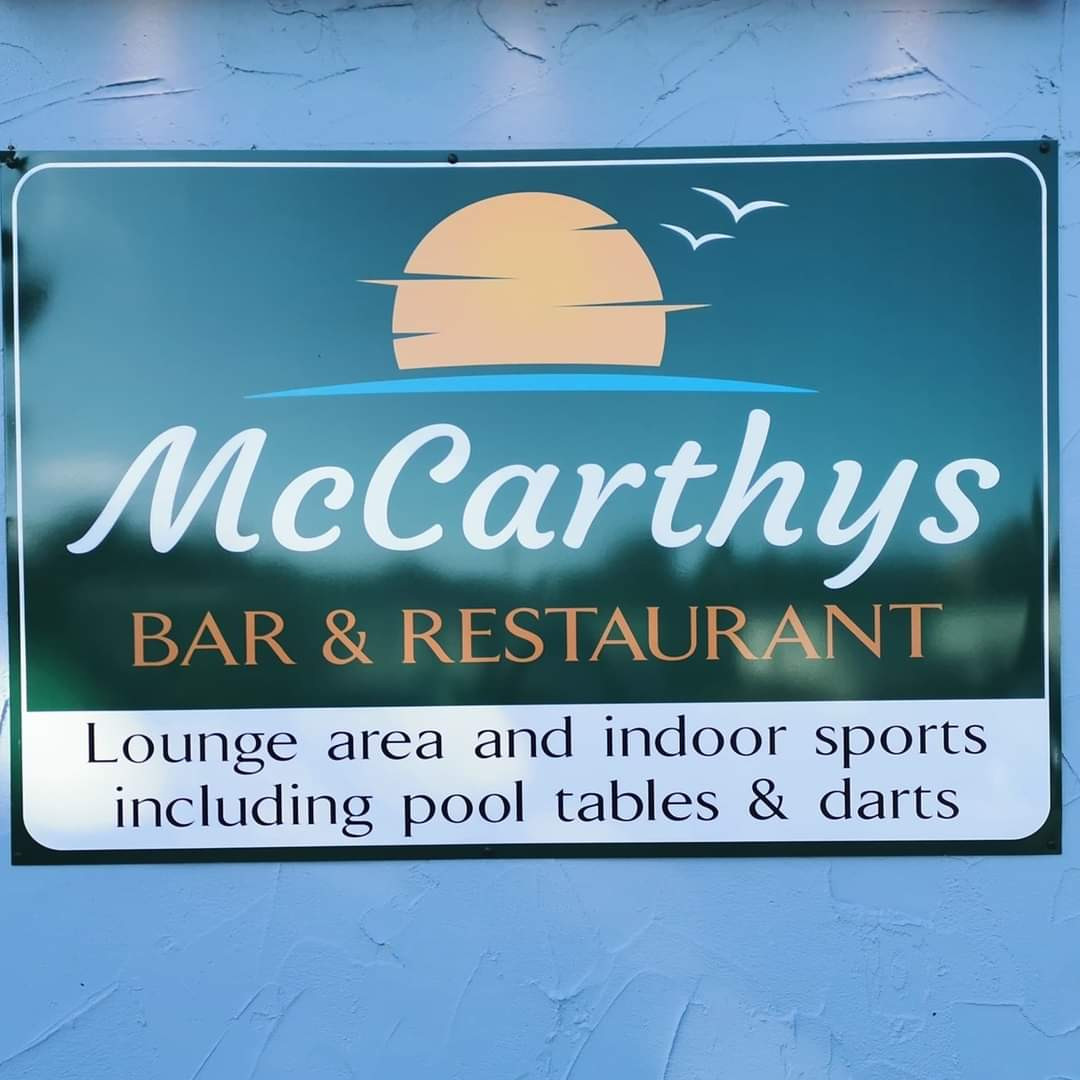 McCarthys
BAR & RESTAURANT
Lounge area and indoor sports
including pool tables & darts